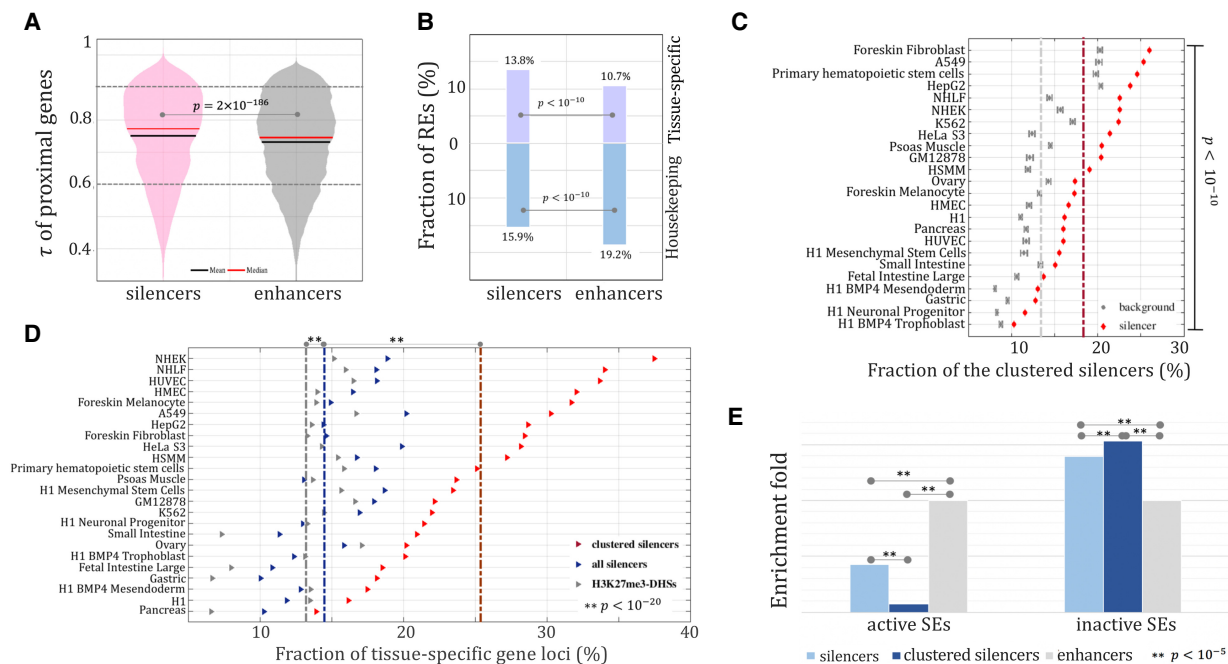 A
τ of proximal genes
1
0.8
0.6
0.4
p = 2×10⁻¹⁸⁶
Mean
Median
silencers
enhancers
B
Fraction of REs (%)
10
0
10
13.8%
10.7%
p < 10⁻¹⁰
p < 10⁻¹⁰
15.9%
19.2%
Tissue-specific
Housekeeping
silencers
enhancers
C
Foreskin Fibroblast
A549
Primary hematopoietic stem cells
HepG2
NHLF
NHEK
K562
HeLa S3
Psoas Muscle
GM12878
HSMM
Ovary
Foreskin Melanocyte
HMEC
H1
Pancreas
HUVEC
H1 Mesenchymal Stem Cells
Small Intestine
Fetal Intestine Large
H1 BMP4 Mesendoderm
Gastric
H1 Neuronal Progenitor
H1 BMP4 Trophoblast
background
silencer
p < 10⁻¹⁰
10 20 20 30
Fraction of the clustered silencers (%)
D
** **
NHEK
NHLF
HUVEC
HMEC
Foreskin Melanocyte
A549
HepG2
Foreskin Fibroblast
HeLa S3
HSMM
Primary hematopoietic stem cells
Psoas Muscle
H1 Mesenchymal Stem Cells
GM12878
K562
H1 Neuronal Progenitor
Small Intestine
Ovary
H1 BMP4 Trophoblast
Fetal Intestine Large
Gastric
H1 BMP4 Mesendoderm
H1
Pancreas
clustered silencers
all silencers
H3K27me3-DHSs
** p < 10⁻²⁰
10 20 30 40
Fraction of tissue-specific gene loci (%)
E
Enrichment fold
**
**
**
**
** **
active SEs
inactive SEs
silencers
clustered silencers
enhancers
** p < 10⁻⁵